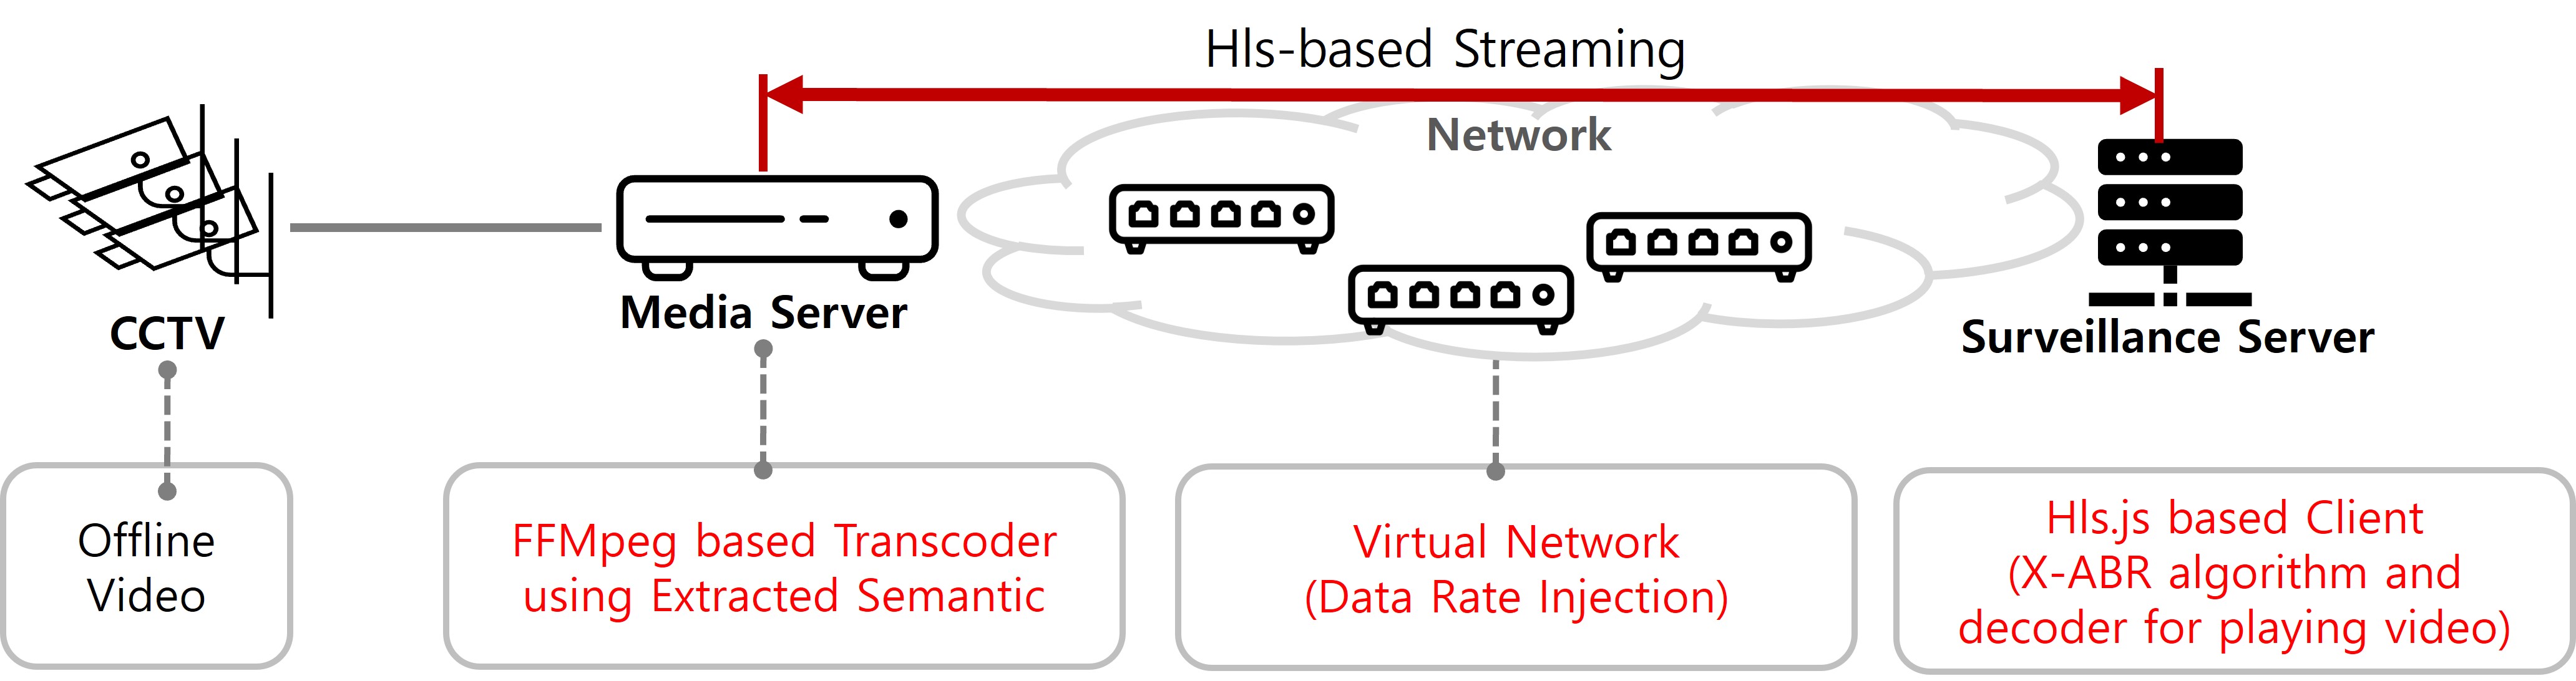 Hls-based Streaming
Network
CCTV
Media Server
Surveillance Server
Offline
Video
FFMpeg based Transcoder
using Extracted Semantic
Virtual Network
(Data Rate Injection)
Hls.js based Client
(X-ABR algorithm and
decoder for playing video)